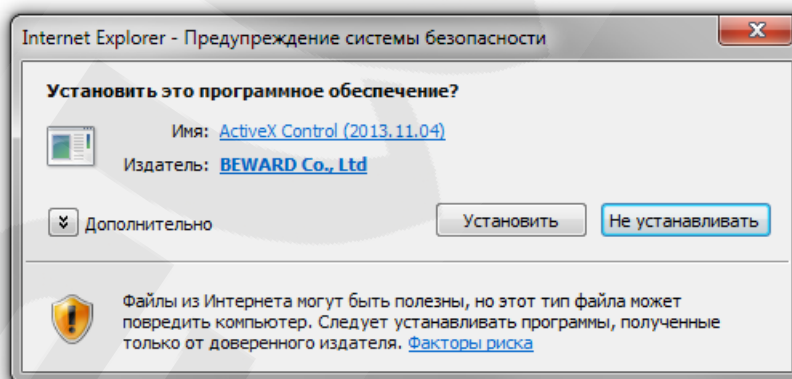 Internet Explorer - Предупреждение системы безопасности
Установить это программное обеспечение?
Имя: ActiveX Control (2013.11.04)
Издатель: BEWARD Co., Ltd
Дополнительно Установить Не устанавливать
Файлы из Интернета могут быть полезны, но этот тип файла может
повредить компьютер. Следует устанавливать программы, полученные
только от доверенного издателя. Факторы риска